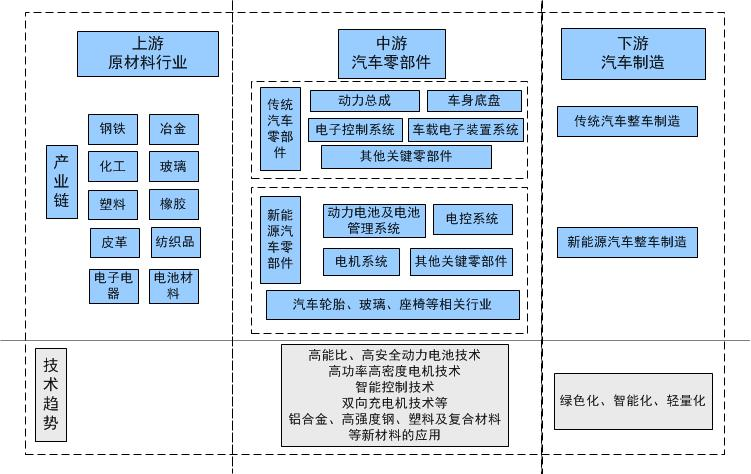 上游
原材料行业
中游
汽车零部件
下游
汽车制造
产
业
链
钢铁
冶金
化工
玻璃
塑料
橡胶
皮革
纺织品
电子电
器
电池材
料
传统
汽车
零部
件
动力总成
车身底盘
电子控制系统
车载电子装置系统
其他关键零部件
新能
源汽
车零
部件
动力电池及电池
管理系统
电控系统
电机系统
其他关键零部件
汽车轮胎、玻璃、座椅等相关行业
传统汽车整车制造
新能源汽车整车制造
技
术
趋
势
高能比、高安全动力电池技术
高功率高密度电机技术
智能控制技术
双向充电机技术等
铝合金、高强度钢、塑料及复合材料
等新材料的应用
绿色化、智能化、轻量化